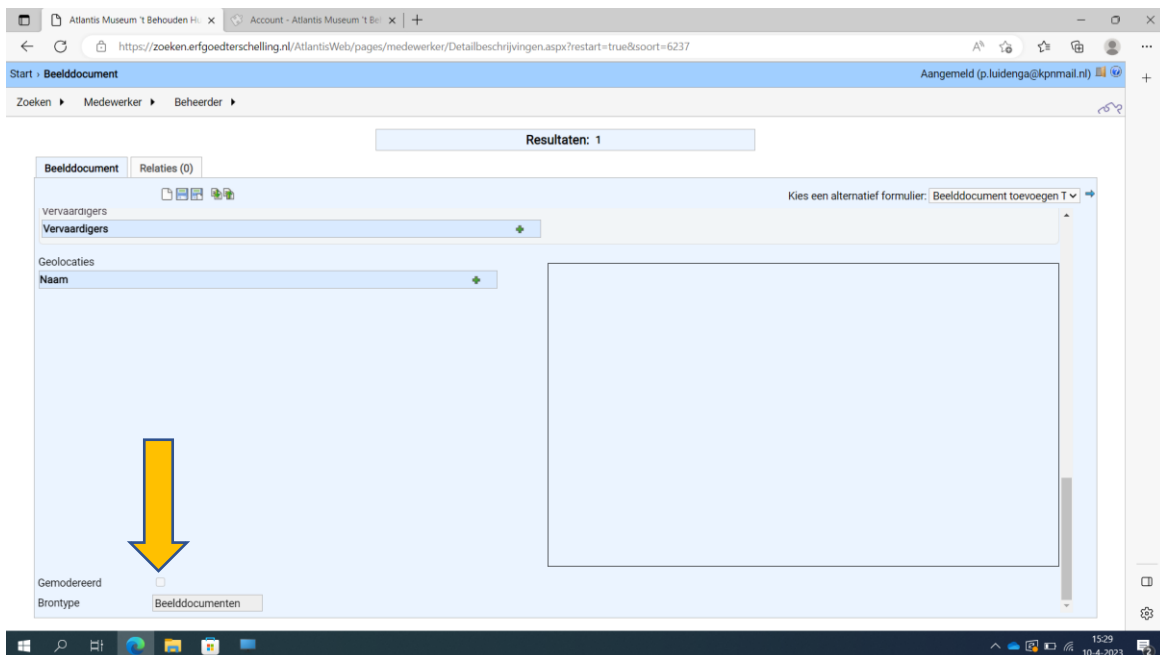 Atlantis Museum 't Behouden Hu
Account - Atlantis Museum 't Be
https://zoeken.erfgoedterschelling.nl/AtlantisWeb/pages/medewerker/Detailbeschrijvingen.aspx?restart=true&soort=6237
Start › Beelddocument
Aangemeld (p.luidenga@kpnmail.nl)
Zoeken Medewerker Beheerder
Resultaten: 1
Beelddocument Relaties (0)
Kies een alternatief formulier: Beelddocument toevoegen T
Vervaardigers
Vervaardigers
Geolocaties
Naam
Gemodereerd
Brontype Beelddocumenten
15:29
10-4-2023